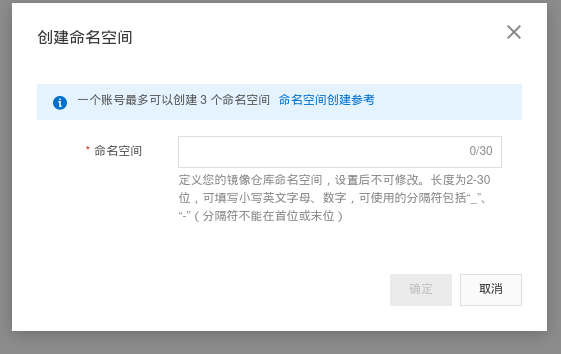 创建命名空间
一个账号最多可以创建 3 个命名空间 命名空间创建参考
* 命名空间
0/30
定义您的镜像仓库命名空间，设置后不可修改。长度为2-30
位，可填写小写英文字母、数字，可使用的分隔符包括“_”、
“-”（分隔符不能在首位或末位）
确定 取消